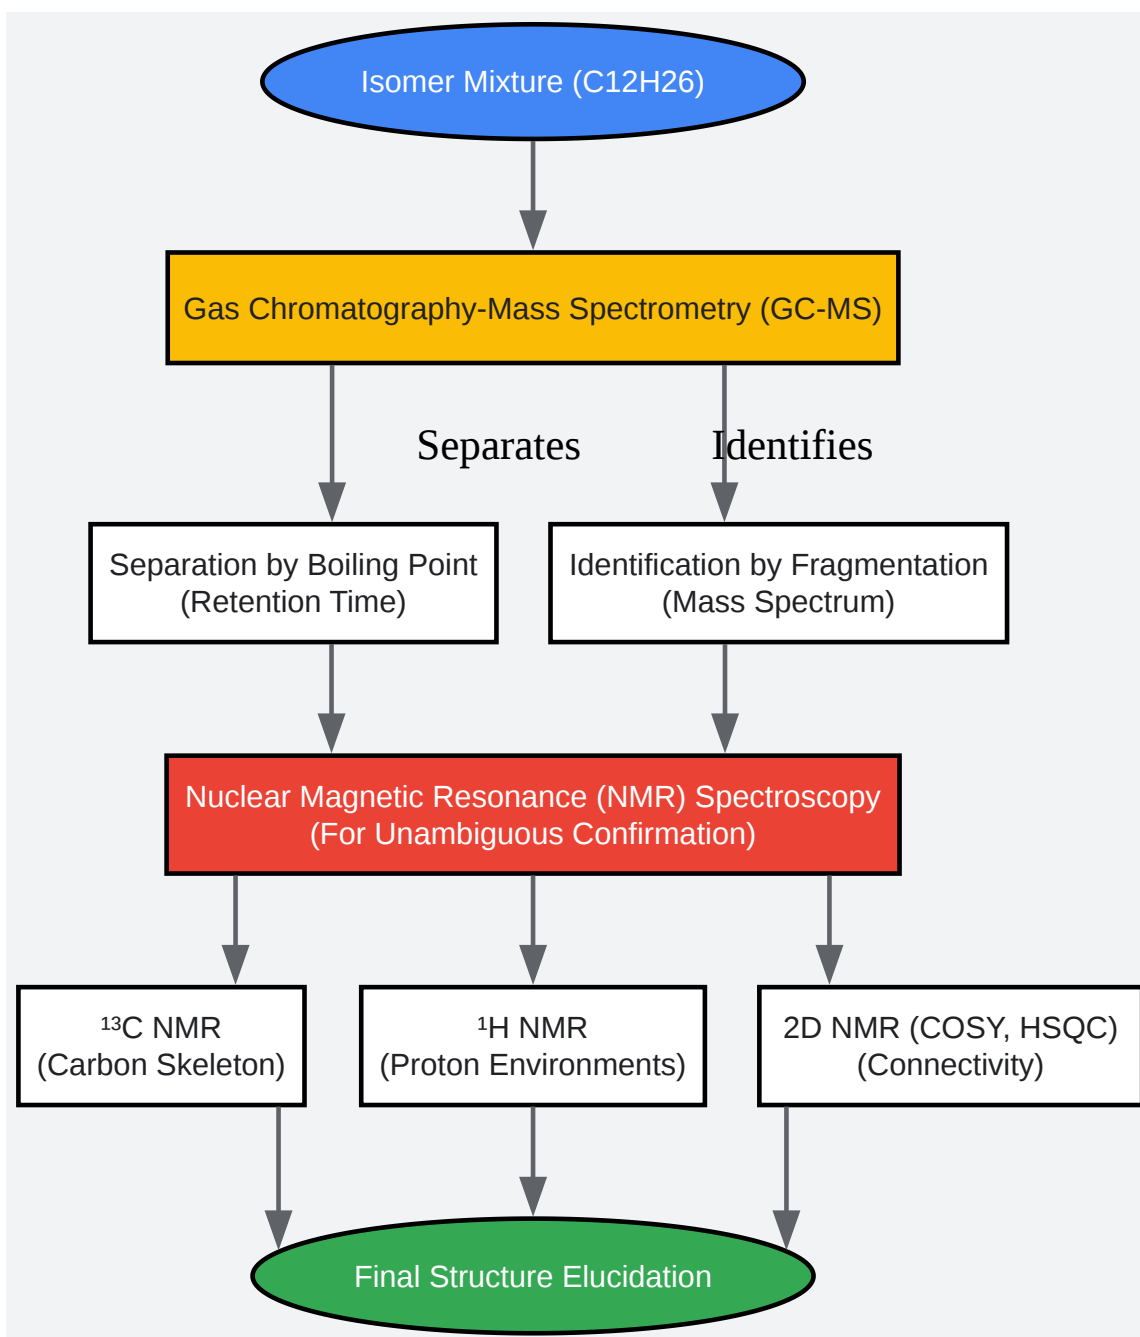 Isomer Mixture (C12H26)
Gas Chromatography-Mass Spectrometry (GC-MS)
Separates
Identifies
Separation by Boiling Point
(Retention Time)
Identification by Fragmentation
(Mass Spectrum)
Nuclear Magnetic Resonance (NMR) Spectroscopy
(For Unambiguous Confirmation)
¹³C NMR
(Carbon Skeleton)
¹H NMR
(Proton Environments)
2D NMR (COSY, HSQC)
(Connectivity)
Final Structure Elucidation